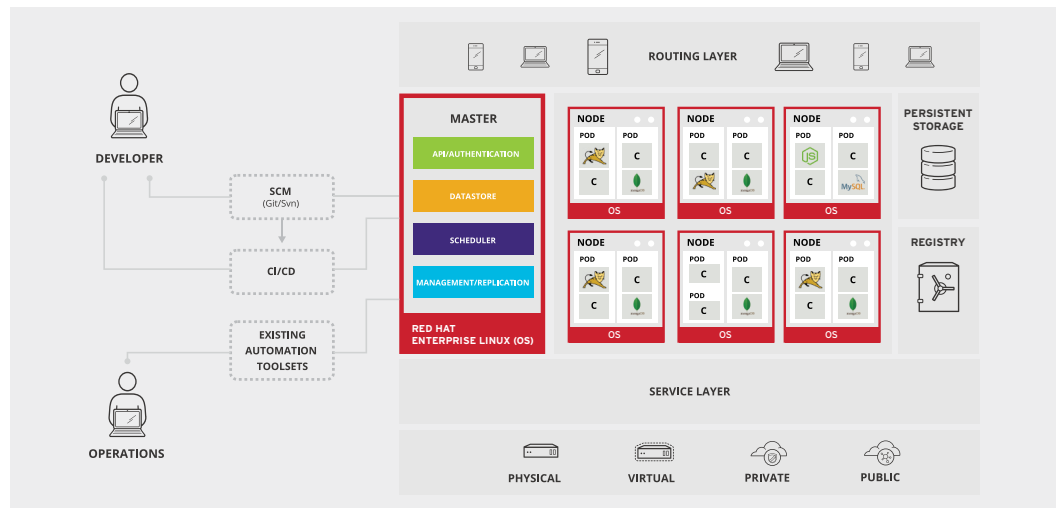 ROUTING LAYER
DEVELOPER
SCM
(Git/Svn)
CI/CD
EXISTING
AUTOMATION
TOOLSETS
OPERATIONS
MASTER
API/AUTHENTICATION
DATASTORE
SCHEDULER
MANAGEMENT/REPLICATION
RED HAT
ENTERPRISE LINUX (OS)
NODE
POD POD
C
C
OS
NODE
POD POD
C C
OS
NODE
POD POD
JS C
C MySQL
OS
NODE
POD POD
C
C
OS
NODE
POD POD
C C
POD
C
OS
NODE
POD POD
C
C
OS
PERSISTENT
STORAGE
REGISTRY
SERVICE LAYER
PHYSICAL
VIRTUAL
PRIVATE
PUBLIC